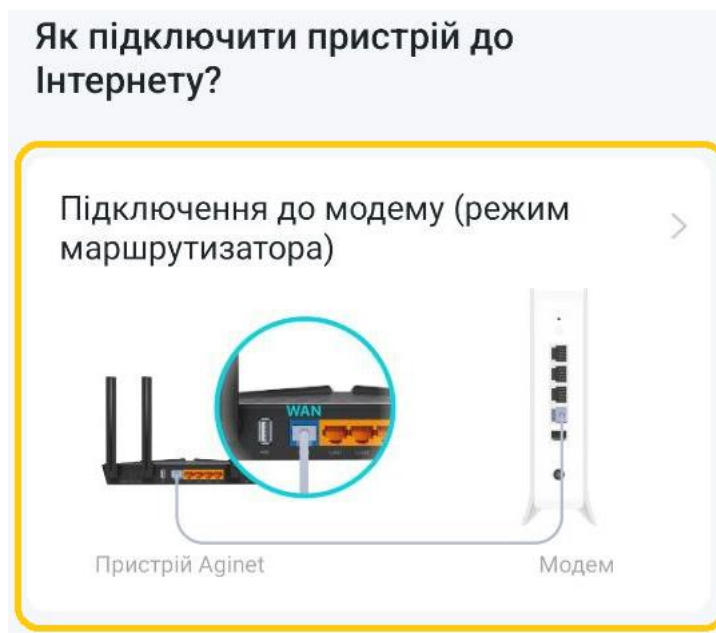 Як підключити пристрій до
Інтернету?
Підключення до модему (режим
маршрутизатора)
WAN
Пристрій Aginet
Модем